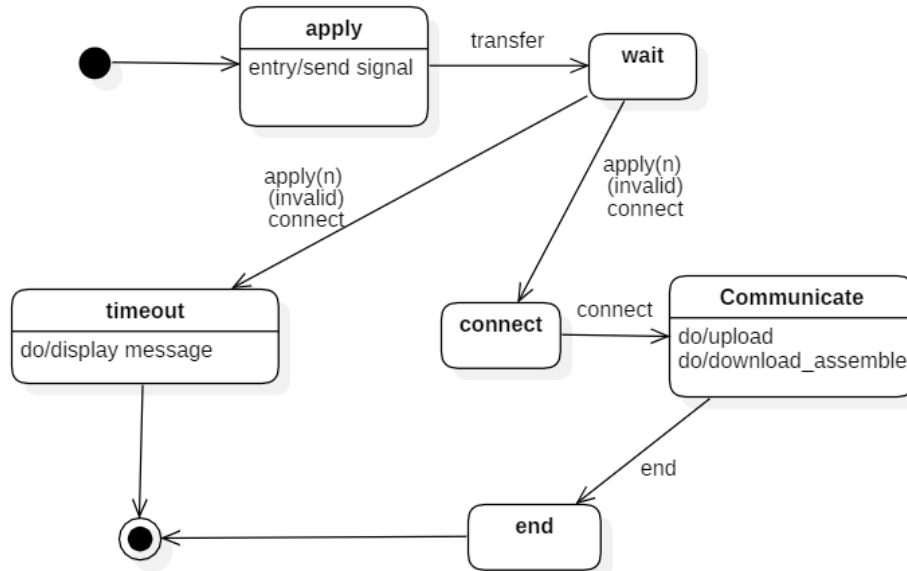 apply
entry/send signal
transfer
wait
apply(n)
(invalid)
connect
apply(n)
(invalid)
connect
timeout
do/display message
connect
connect
Communicate
do/upload
do/download_assemble
end
end